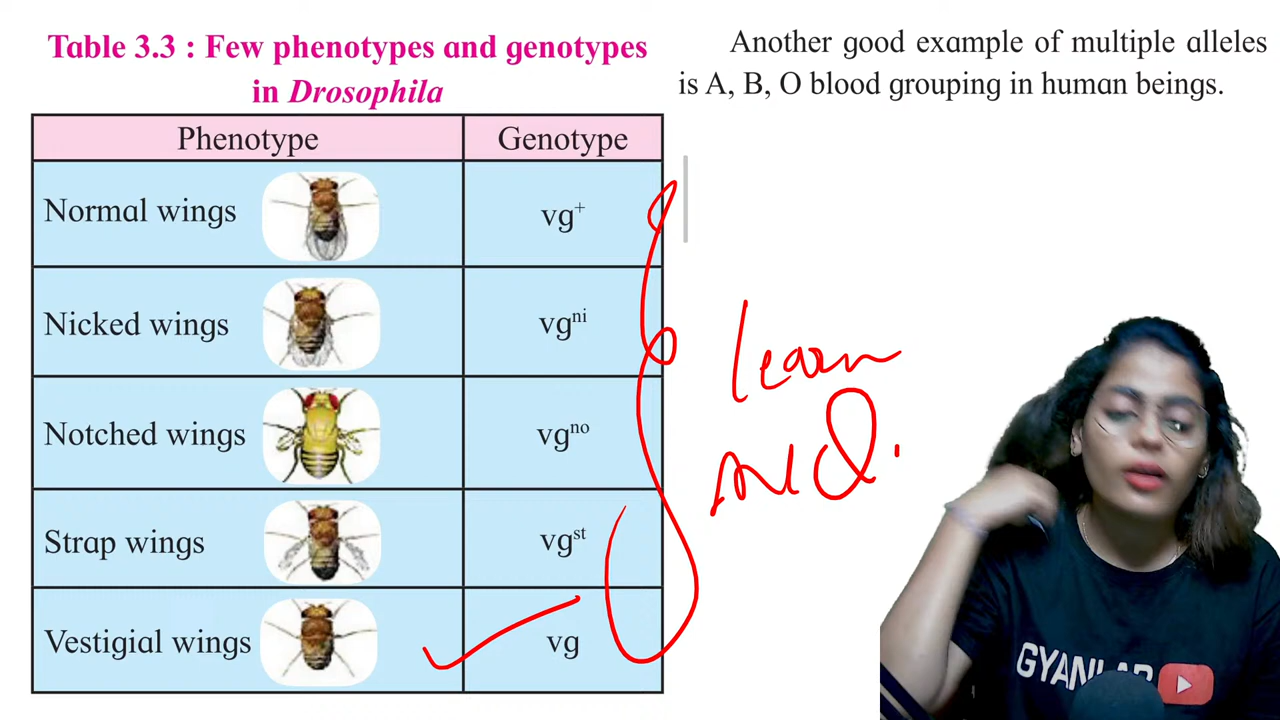 Table 3.3 : Few phenotypes and genotypes
in Drosophila
Phenotype Genotype
Normal wings vg⁺
Nicked wings vgⁿⁱ
Notched wings vgⁿᵒ
Strap wings vgˢᵗ
Vestigial wings vg
Another good example of multiple alleles
is A, B, O blood grouping in human beings.
learn
GYANLAB